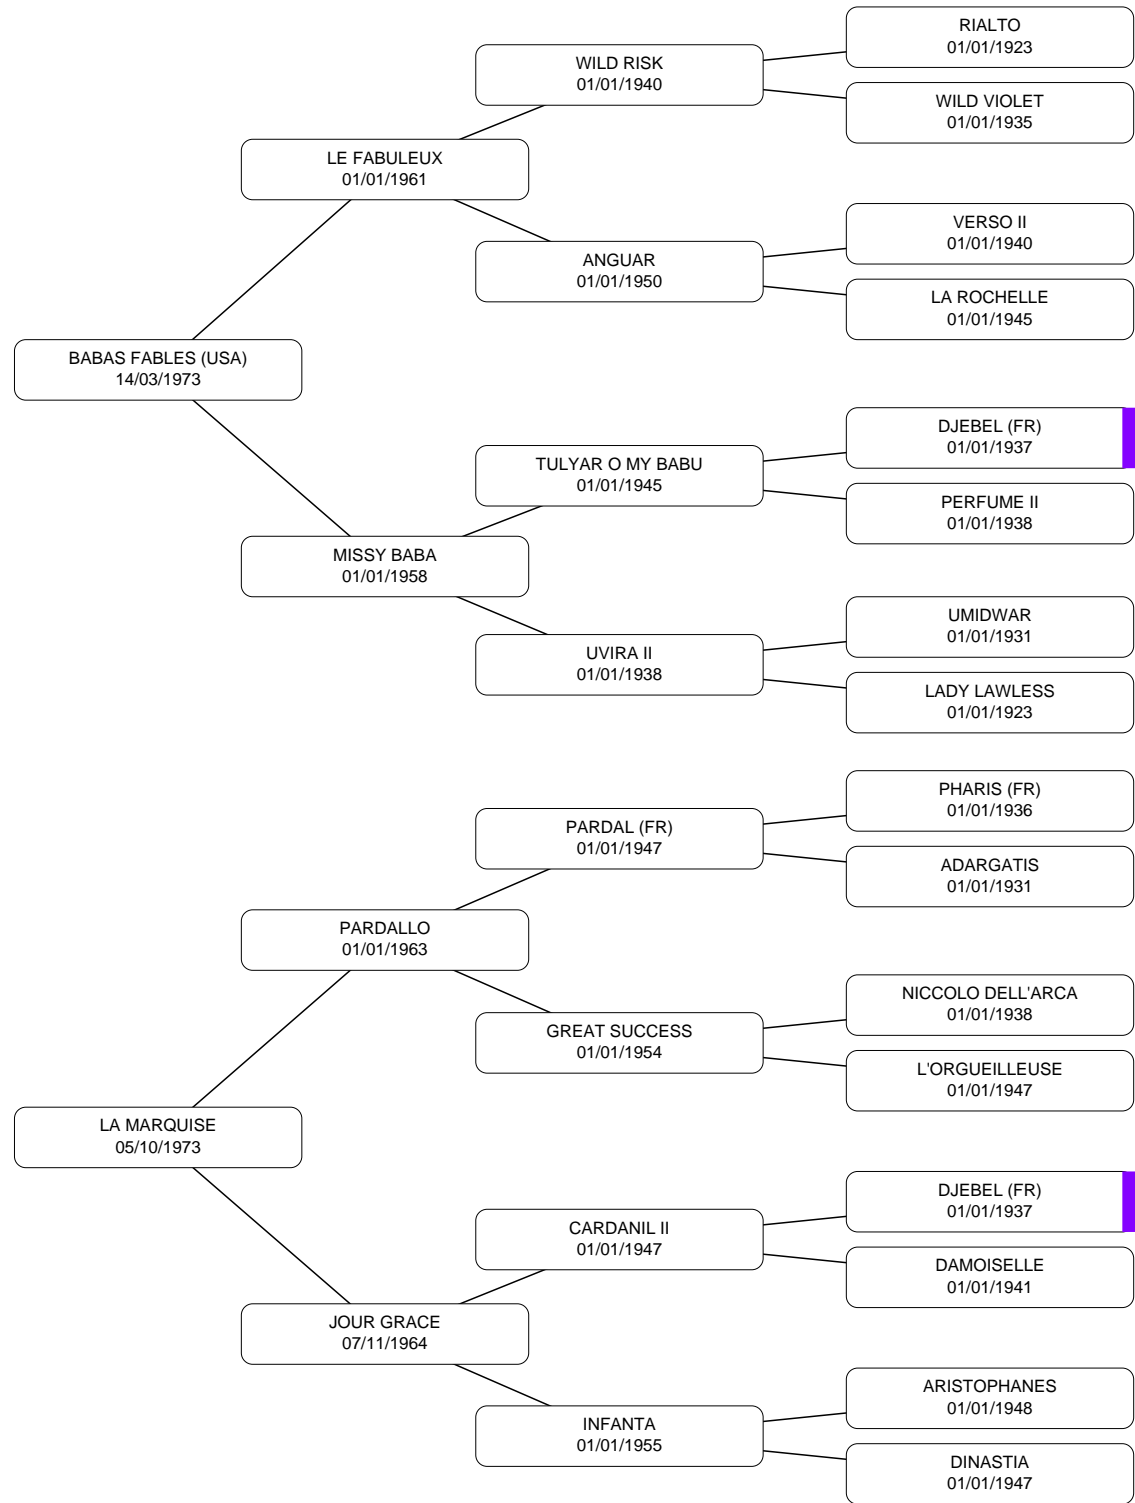 RIALTO
01/01/1923
WILD RISK
01/01/1940
WILD VIOLET
01/01/1935
LE FABULEUX
01/01/1961
VERSO II
01/01/1940
ANGUAR
01/01/1950
LA ROCHELLE
01/01/1945
BABAS FABLES (USA)
14/03/1973
DJEBEL (FR)
01/01/1937
TULYAR O MY BABU
01/01/1945
PERFUME II
01/01/1938
MISSY BABA
01/01/1958
UMIDWAR
01/01/1931
UVIRA II
01/01/1938
LADY LAWLESS
01/01/1923
PHARIS (FR)
01/01/1936
PARDAL (FR)
01/01/1947
ADARGATIS
01/01/1931
PARDALLO
01/01/1963
NICCOLO DELL'ARCA
01/01/1938
GREAT SUCCESS
01/01/1954
L'ORGUEILLEUSE
01/01/1947
LA MARQUISE
05/10/1973
DJEBEL (FR)
01/01/1937
CARDANIL II
01/01/1947
DAMOISELLE
01/01/1941
JOUR GRACE
07/11/1964
ARISTOPHANES
01/01/1948
INFANTA
01/01/1955
DINASTIA
01/01/1947